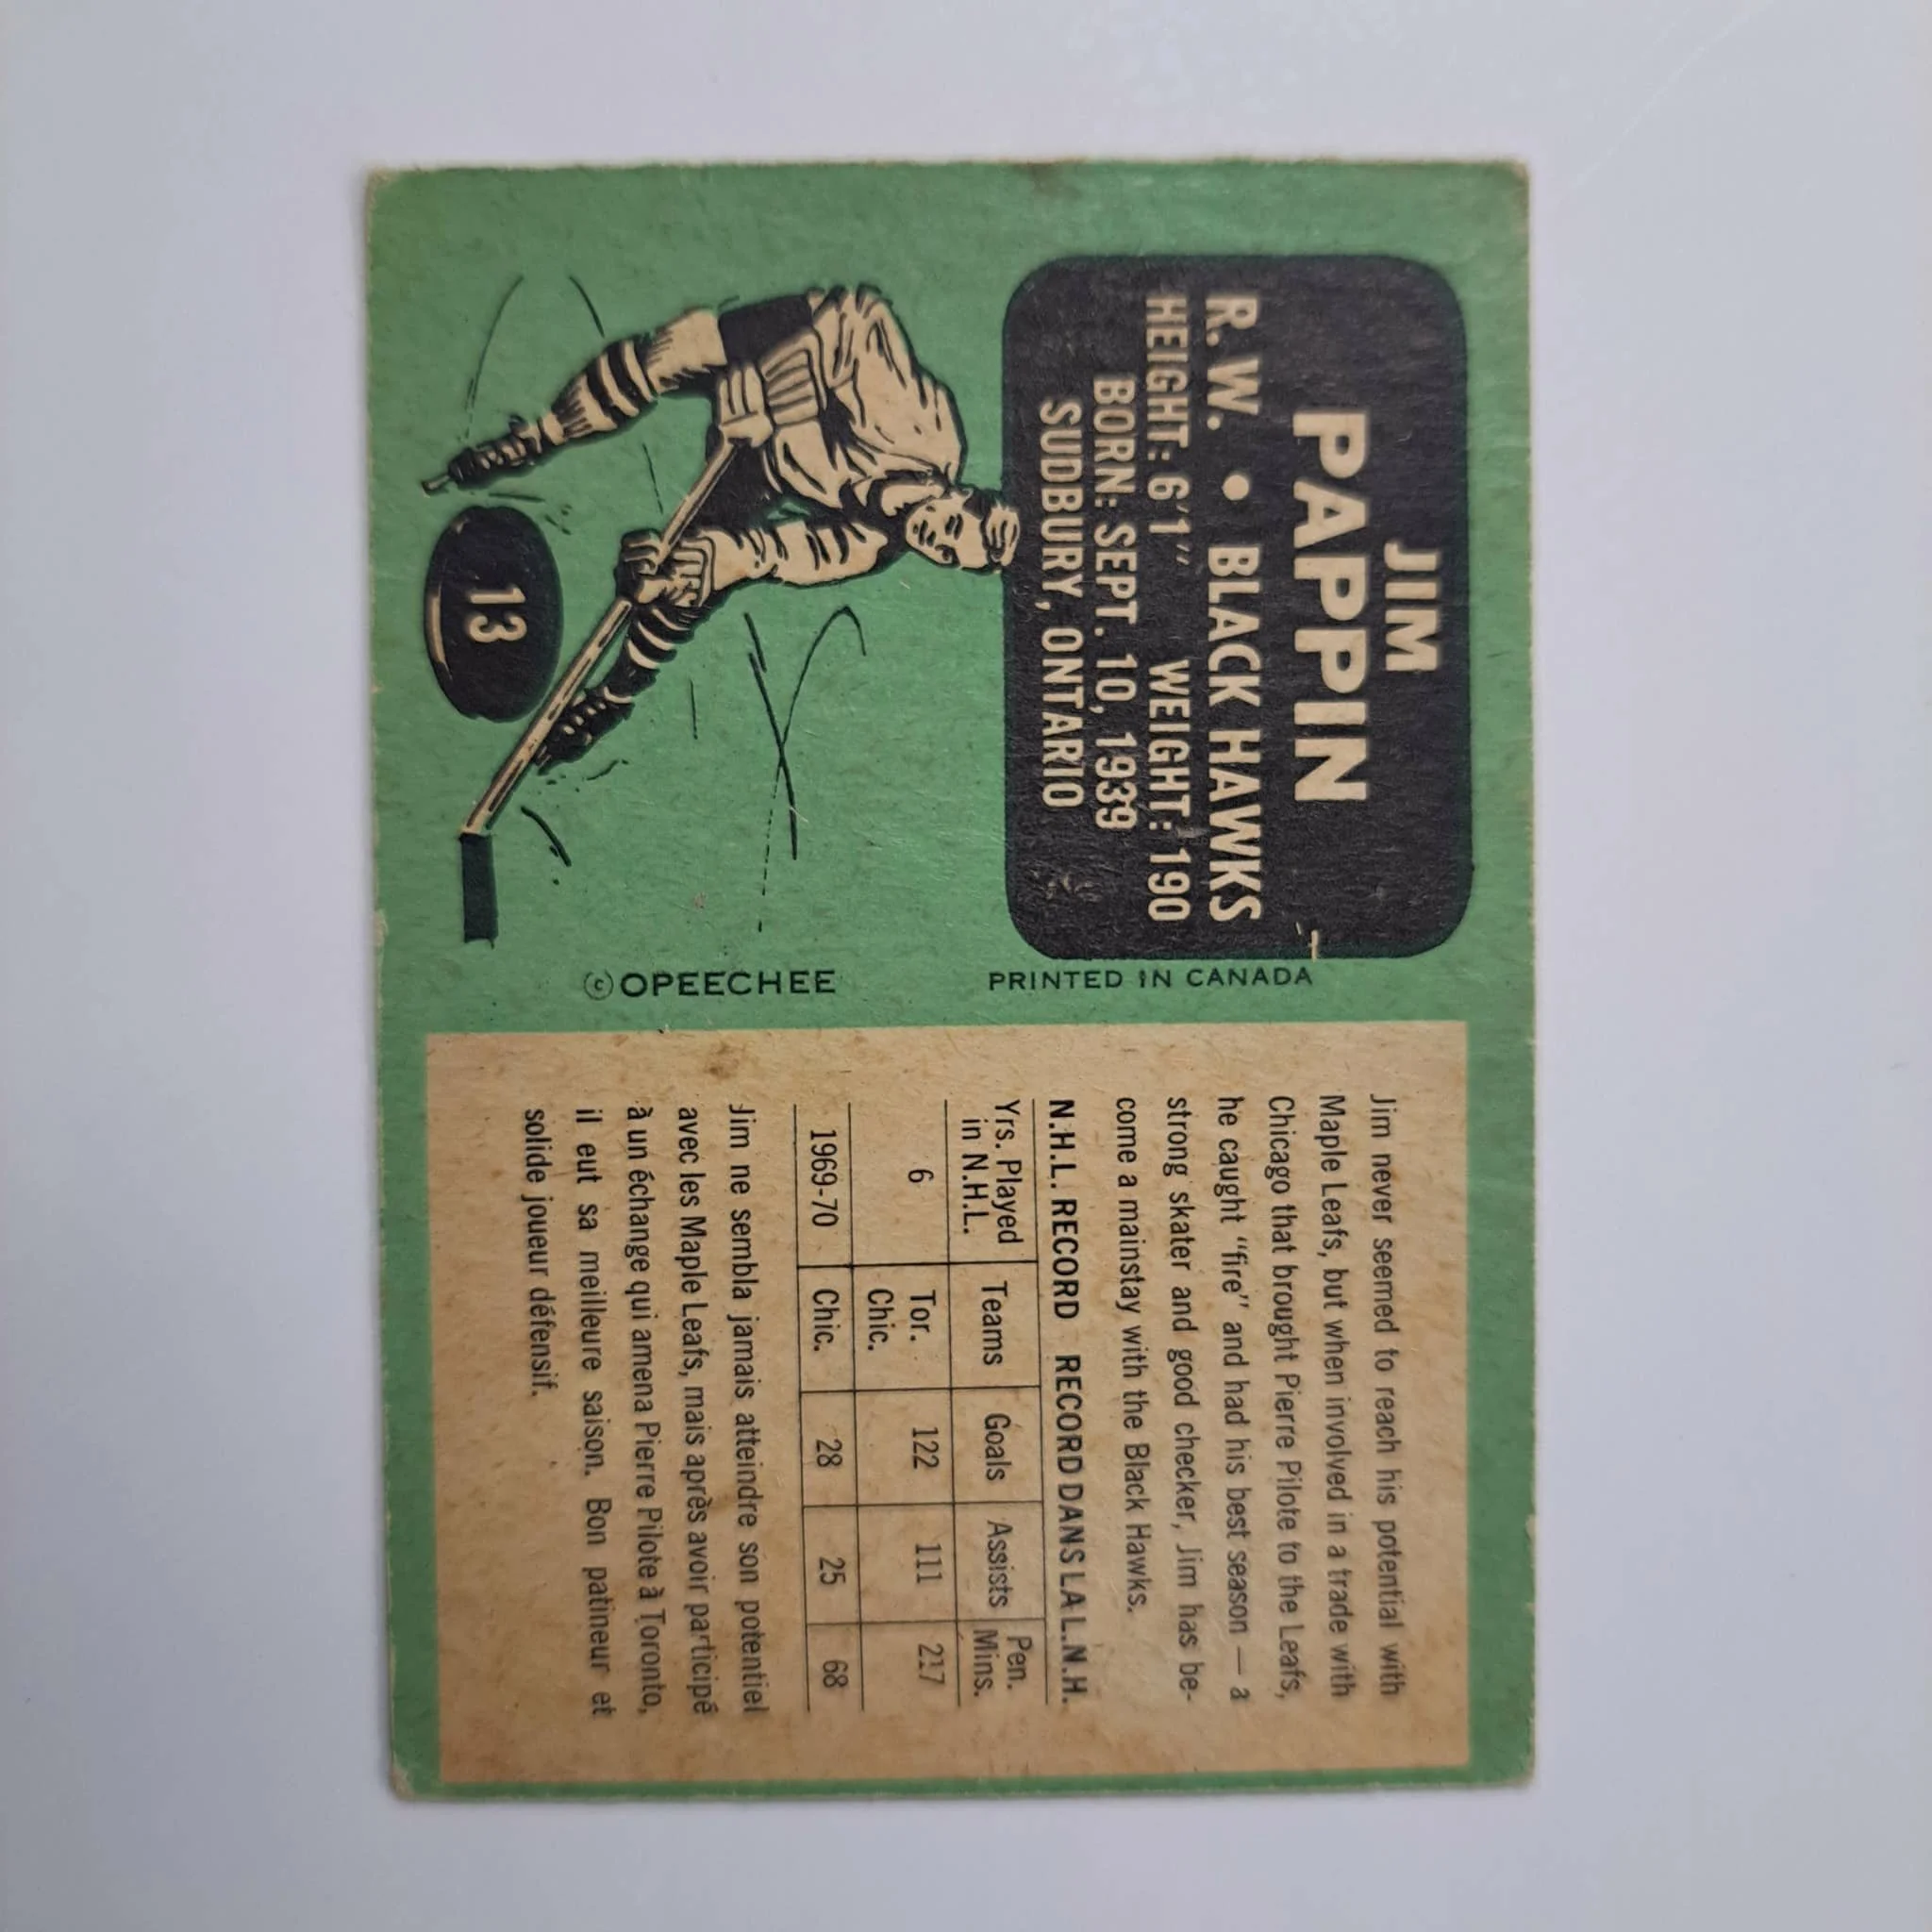 JIM
PAPPIN
R. W. • BLACK HAWKS
HEIGHT: 6'1" WEIGHT: 190
BORN: SEPT. 10, 1939
SUDBURY, ONTARIO
13
PRINTED IN CANADA
© OPEECHEE
Jim never seemed to reach his potential with
Maple Leafs, but when involved in a trade with
Chicago that brought Pierre Pilote to the Leafs,
he caught "fire" and had his best season — a
strong skater and good checker, Jim has be-
come a mainstay with the Black Hawks.
N.H.L. RECORD RECORD DANS LA L.N.H.
Yrs. Played in N.H.L. Teams Goals Assists Pen. Mins.
6 Tor. Chic. 122 111 217
1969-70 Chic. 28 25 68
Jim ne sembla jamais atteindre son potentiel
avec les Maple Leafs, mais après avoir participé
à un échange qui amena Pierre Pilote à Toronto,
il eut sa meilleure saison. Bon patineur et
solide joueur défensif.